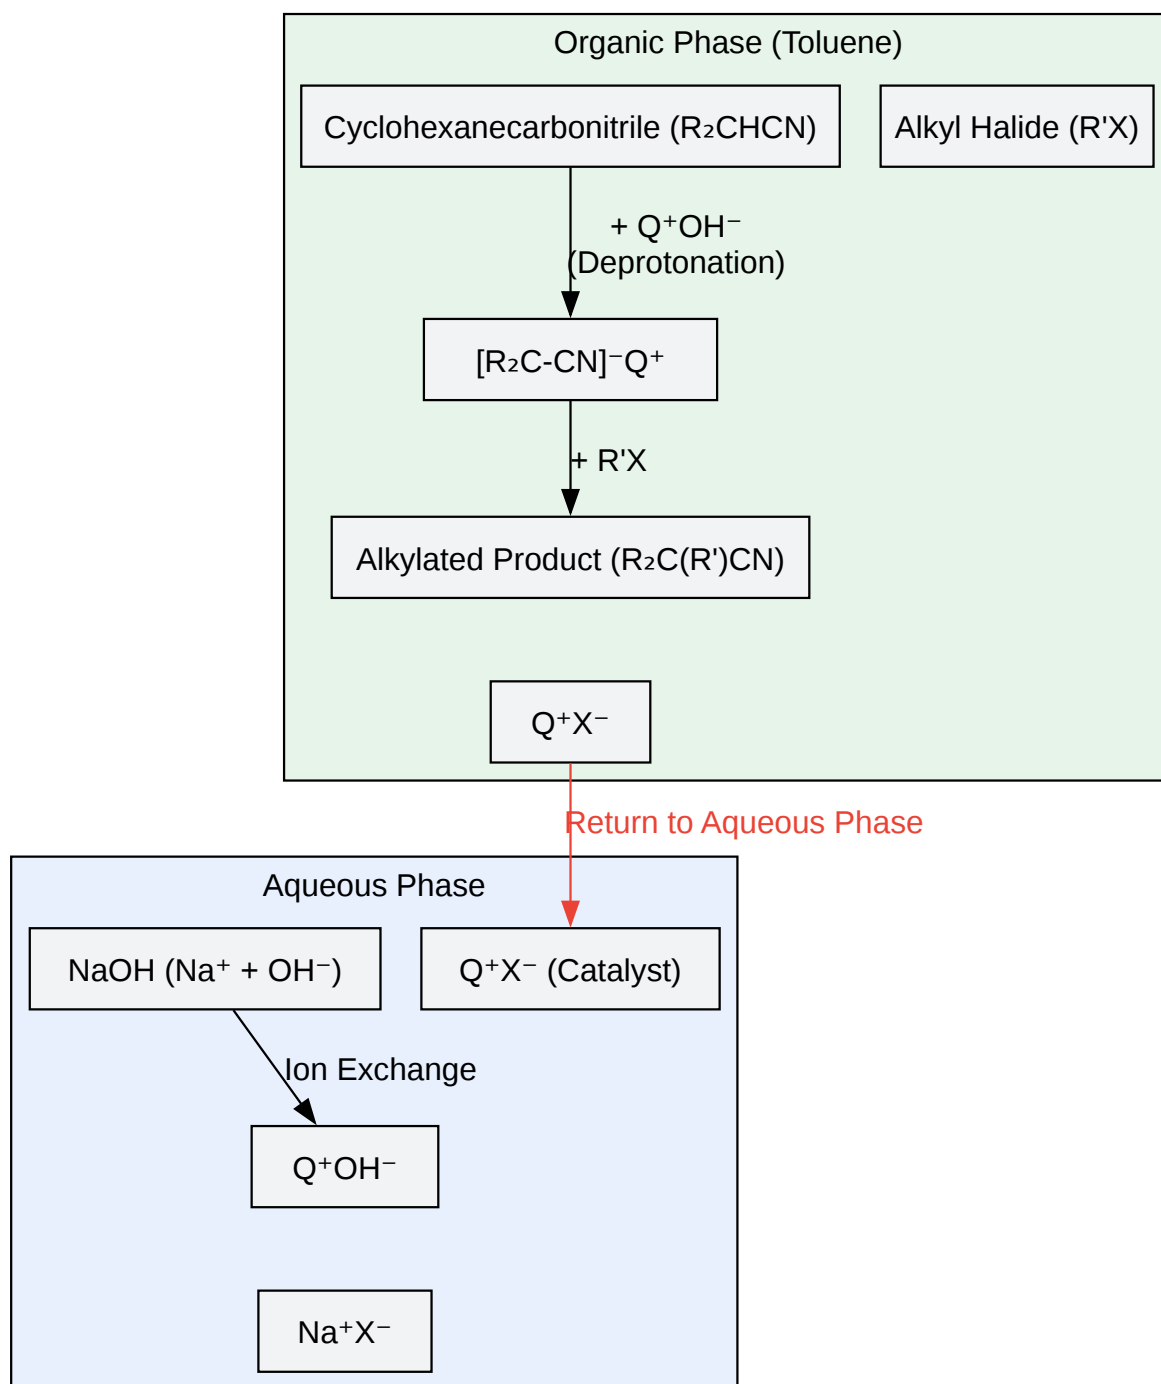 Organic Phase (Toluene)
Cyclohexanecarbonitrile (R₂CHCN)
Alkyl Halide (R'X)
+ Q⁺OH⁻
(Deprotonation)
[R₂C-CN]⁻Q⁺
+ R'X
Alkylated Product (R₂C(R')CN)
Q⁺X⁻
Return to Aqueous Phase
Aqueous Phase
NaOH (Na⁺ + OH⁻)
Q⁺X⁻ (Catalyst)
Ion Exchange
Q⁺OH⁻
Na⁺X⁻